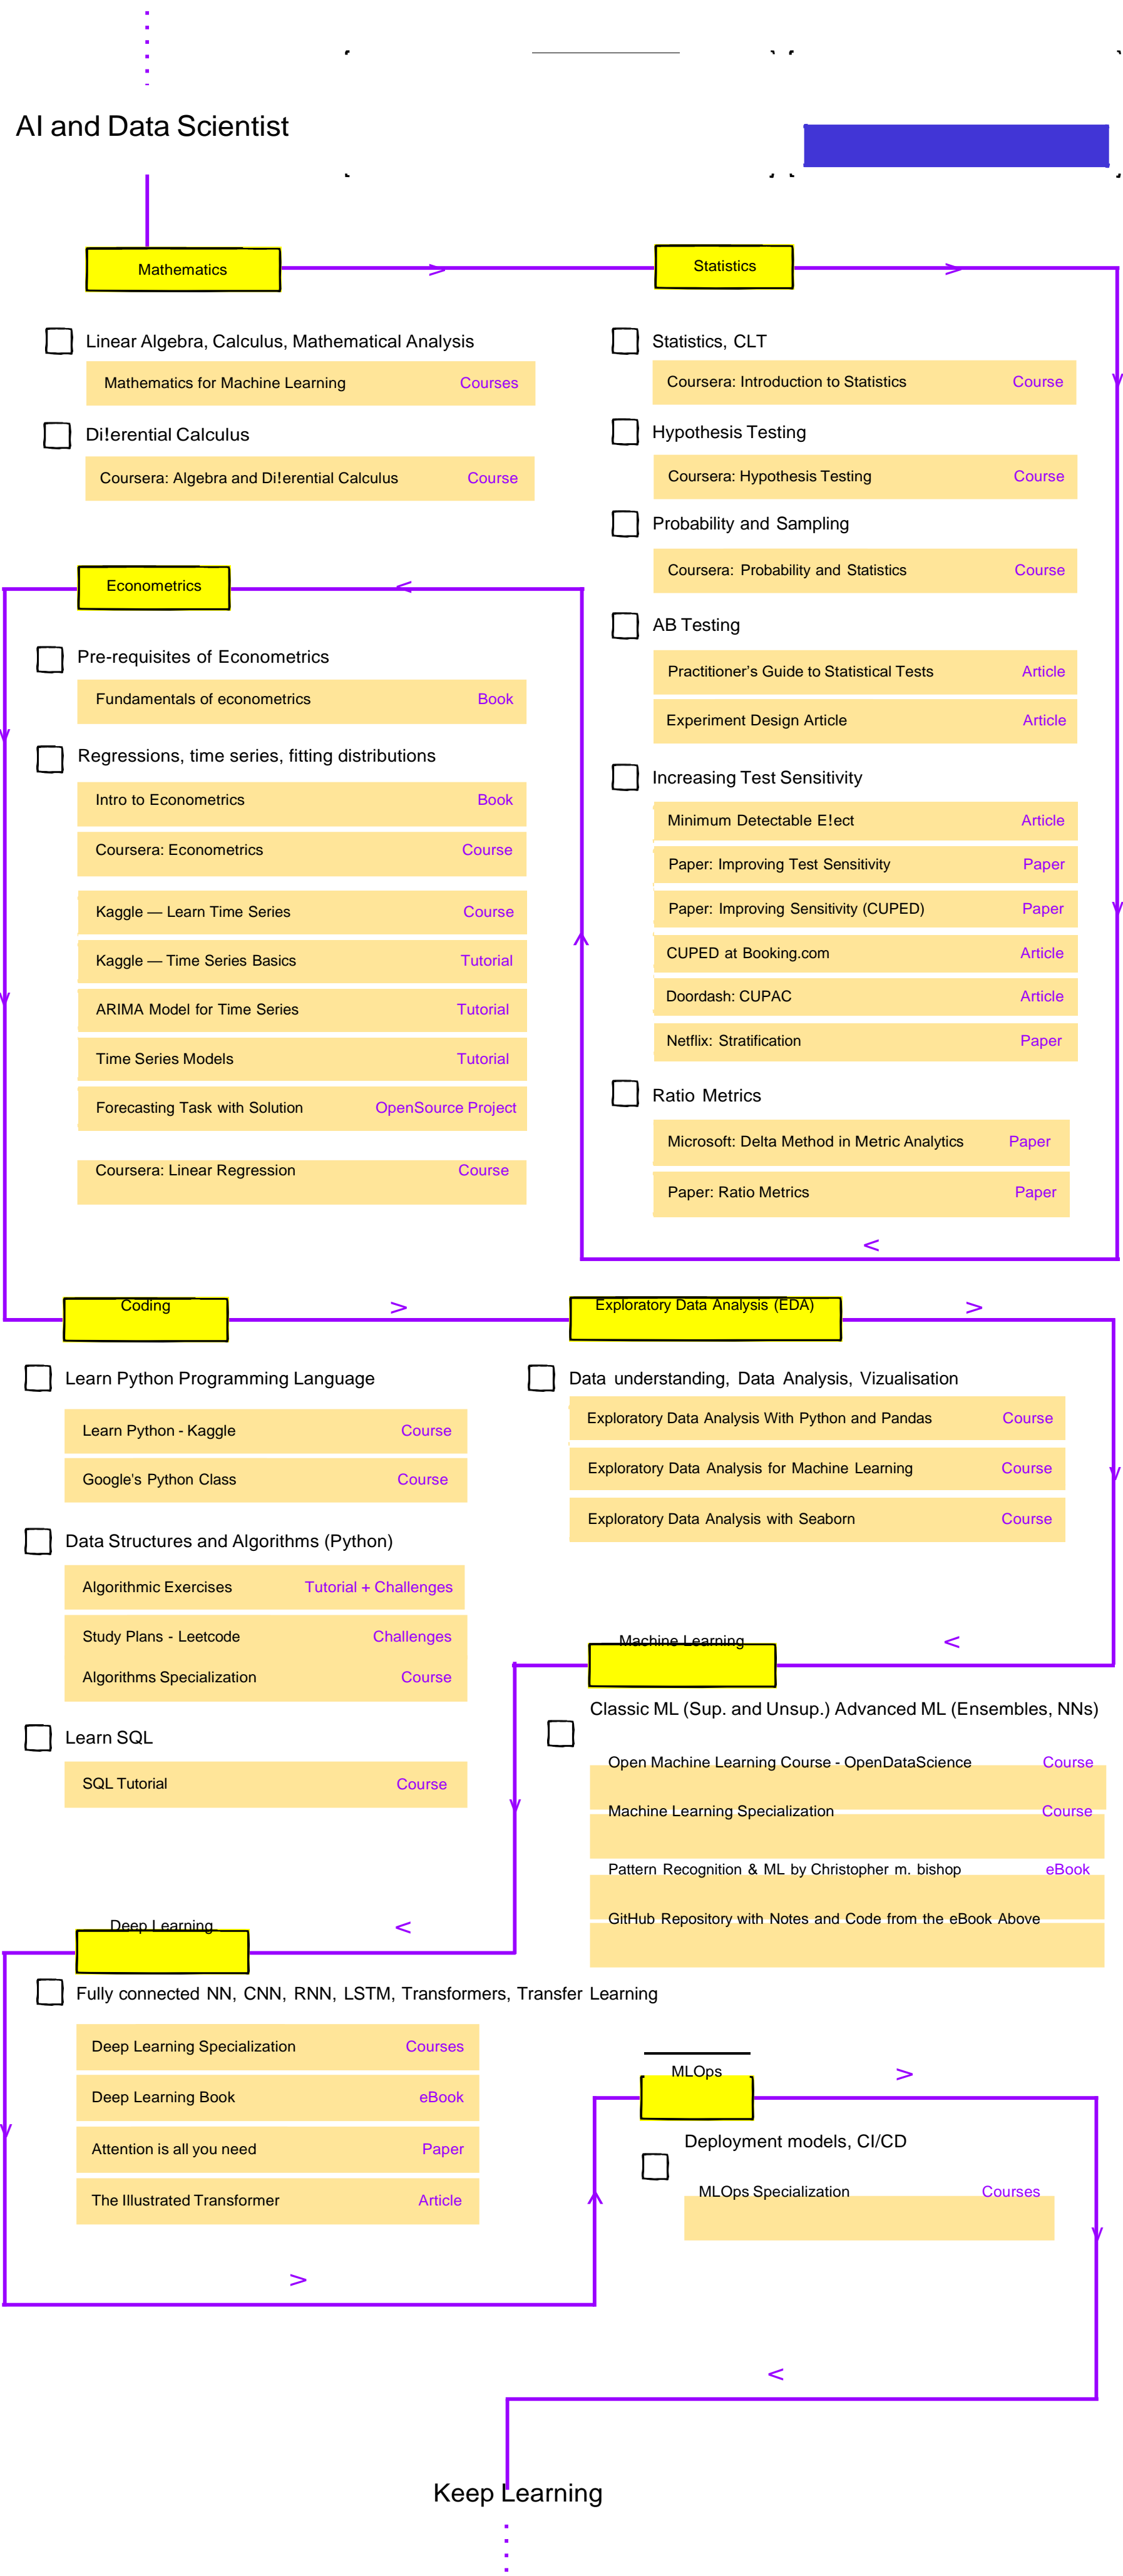 AI and Data Scientist
Mathematics
Linear Algebra, Calculus, Mathematical Analysis
Mathematics for Machine Learning Courses
Di!erential Calculus
Coursera: Algebra and Di!erential Calculus Course
Statistics
Statistics, CLT
Coursera: Introduction to Statistics Course
Hypothesis Testing
Coursera: Hypothesis Testing Course
Probability and Sampling
Coursera: Probability and Statistics Course
AB Testing
Practitioner's Guide to Statistical Tests Article
Experiment Design Article Article
Increasing Test Sensitivity
Minimum Detectable E!ect Article
Paper: Improving Test Sensitivity Paper
Paper: Improving Sensitivity (CUPED) Paper
CUPED at Booking.com Article
Doordash: CUPAC Article
Netflix: Stratification Paper
Ratio Metrics
Microsoft: Delta Method in Metric Analytics Paper
Paper: Ratio Metrics Paper
Econometrics
Pre-requisites of Econometrics
Fundamentals of econometrics Book
Regressions, time series, fitting distributions
Intro to Econometrics Book
Coursera: Econometrics Course
Kaggle — Learn Time Series Course
Kaggle — Time Series Basics Tutorial
ARIMA Model for Time Series Tutorial
Time Series Models Tutorial
Forecasting Task with Solution OpenSource Project
Coursera: Linear Regression Course
Coding
Learn Python Programming Language
Learn Python - Kaggle Course
Google's Python Class Course
Data Structures and Algorithms (Python)
Algorithmic Exercises Tutorial + Challenges
Study Plans - Leetcode Challenges
Algorithms Specialization Course
Learn SQL
SQL Tutorial Course
Exploratory Data Analysis (EDA)
Data understanding, Data Analysis, Vizualisation
Exploratory Data Analysis With Python and Pandas Course
Exploratory Data Analysis for Machine Learning Course
Exploratory Data Analysis with Seaborn Course
Machine Learning
Classic ML (Sup. and Unsup.) Advanced ML (Ensembles, NNs)
Open Machine Learning Course - OpenDataScience Course
Machine Learning Specialization Course
Pattern Recognition & ML by Christopher m. bishop eBook
GitHub Repository with Notes and Code from the eBook Above
Deep Learning
Fully connected NN, CNN, RNN, LSTM, Transformers, Transfer Learning
Deep Learning Specialization Courses
Deep Learning Book eBook
Attention is all you need Paper
The Illustrated Transformer Article
MLOps
Deployment models, CI/CD
MLOps Specialization Courses
Keep Learning